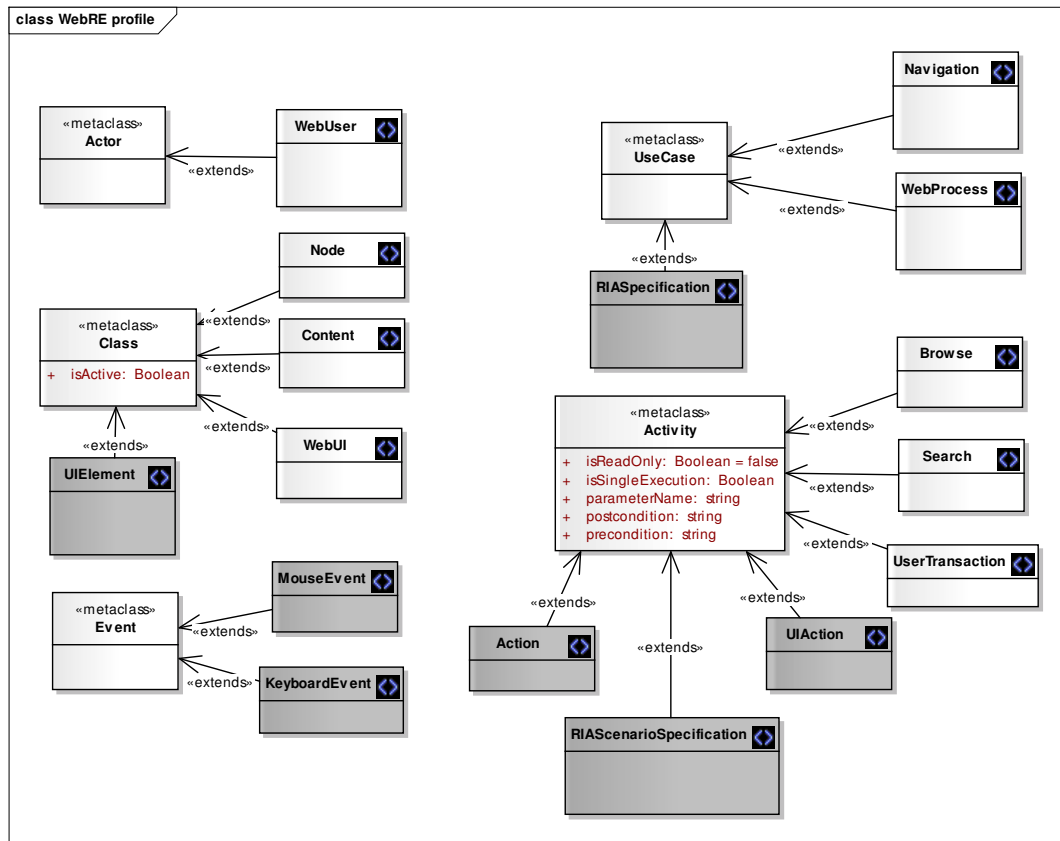 class WebRE profile
«metaclass»
Actor
WebUser
«extends»
«metaclass»
UseCase
Navigation
«extends»
WebProcess
«extends»
«extends»
RIASpecification
Node
«extends»
«metaclass»
Class
+ isActive: Boolean
Content
«extends»
WebUI
«extends»
«extends»
UIElement
«metaclass»
Event
MouseEvent
«extends»
KeyboardEvent
«extends»
«metaclass»
Activity
+ isReadOnly: Boolean = false
+ isSingleExecution: Boolean
+ parameterName: string
+ postcondition: string
+ precondition: string
Browse
«extends»
Search
«extends»
UserTransaction
«extends»
«extends»
Action
«extends»
UIAction
«extends»
RIAScenarioSpecification